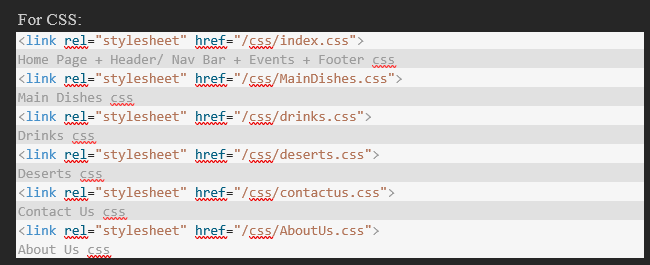 For CSS:
<link rel="stylesheet" href="/css/index.css">
Home Page + Header/ Nav Bar + Events + Footer css
<link rel="stylesheet" href="/css/MainDishes.css">
Main Dishes css
<link rel="stylesheet" href="/css/drinks.css">
Drinks css
<link rel="stylesheet" href="/css/deserts.css">
Deserts css
<link rel="stylesheet" href="/css/contactus.css">
Contact Us css
<link rel="stylesheet" href="/css/AboutUs.css">
About Us css